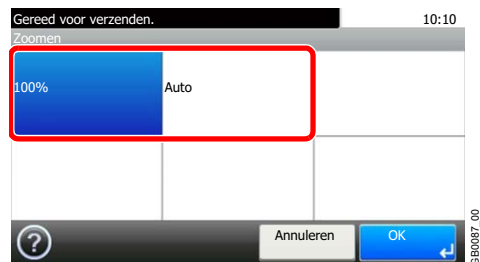 Gereed voor verzenden. 10:10
Zoomen
100% Auto
? Annuleren OK
GB0087_00